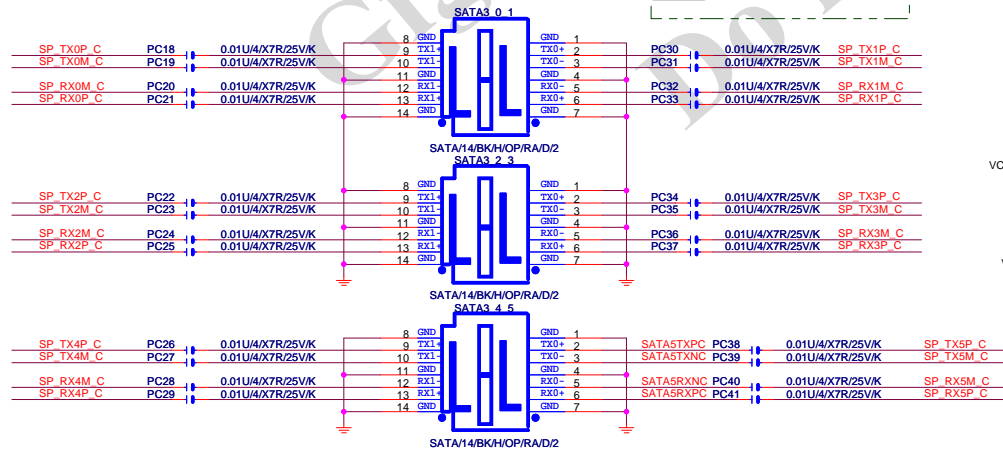 SATA3_0_1
8 GND GND 1
SP_TX0P_C PC18 0.01U/4/X7R/25V/K 9 TX1+ TX0+ 2 PC30 0.01U/4/X7R/25V/K SP_TX1P_C
SP_TX0M_C PC19 0.01U/4/X7R/25V/K 10 TX1- TX0- 3 PC31 0.01U/4/X7R/25V/K SP_TX1M_C
11 GND GND 4
SP_RX0M_C PC20 0.01U/4/X7R/25V/K 12 RX1- RX0- 5 PC32 0.01U/4/X7R/25V/K SP_RX1M_C
SP_RX0P_C PC21 0.01U/4/X7R/25V/K 13 RX1+ RX0+ 6 PC33 0.01U/4/X7R/25V/K SP_RX1P_C
14 GND GND 7
SATA/14/BK/H/OP/RA/D/2
SATA3_2_3
8 GND GND 1
SP_TX2P_C PC22 0.01U/4/X7R/25V/K 9 TX1+ TX0+ 2 PC34 0.01U/4/X7R/25V/K SP_TX3P_C
SP_TX2M_C PC23 0.01U/4/X7R/25V/K 10 TX1- TX0- 3 PC35 0.01U/4/X7R/25V/K SP_TX3M_C
11 GND GND 4
SP_RX2M_C PC24 0.01U/4/X7R/25V/K 12 RX1- RX0- 5 PC36 0.01U/4/X7R/25V/K SP_RX3M_C
SP_RX2P_C PC25 0.01U/4/X7R/25V/K 13 RX1+ RX0+ 6 PC37 0.01U/4/X7R/25V/K SP_RX3P_C
14 GND GND 7
SATA/14/BK/H/OP/RA/D/2
SATA3_4_5
8 GND GND 1
SP_TX4P_C PC26 0.01U/4/X7R/25V/K 9 TX1+ TX0+ 2 SATA5TXPC PC38 0.01U/4/X7R/25V/K SP_TX5P_C
SP_TX4M_C PC27 0.01U/4/X7R/25V/K 10 TX1- TX0- 3 SATA5TXNC PC39 0.01U/4/X7R/25V/K SP_TX5M_C
11 GND GND 4
SP_RX4M_C PC28 0.01U/4/X7R/25V/K 12 RX1- RX0- 5 SATA5RXNC PC40 0.01U/4/X7R/25V/K SP_RX5M_C
SP_RX4P_C PC29 0.01U/4/X7R/25V/K 13 RX1+ RX0+ 6 SATA5RXPC PC41 0.01U/4/X7R/25V/K SP_RX5P_C
14 GND GND 7
SATA/14/BK/H/OP/RA/D/2